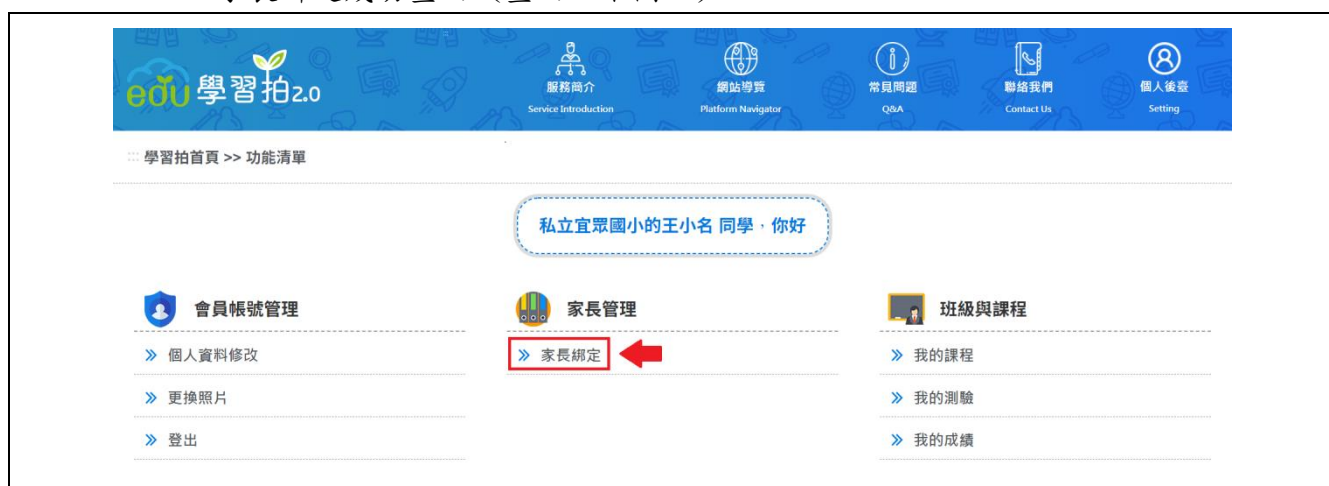 edu 學習拍2.0
服務簡介
Service Introduction
網站導覽
Platform Navigator
常見問題
Q&A
聯絡我們
Contact Us
個人後臺
Setting
學習拍首頁 >> 功能清單
私立宜眾國小的王小名 同學,你好
會員帳號管理
個人資料修改
更換照片
登出
家長管理
家長綁定
班級與課程
我的課程
我的測驗
我的成績